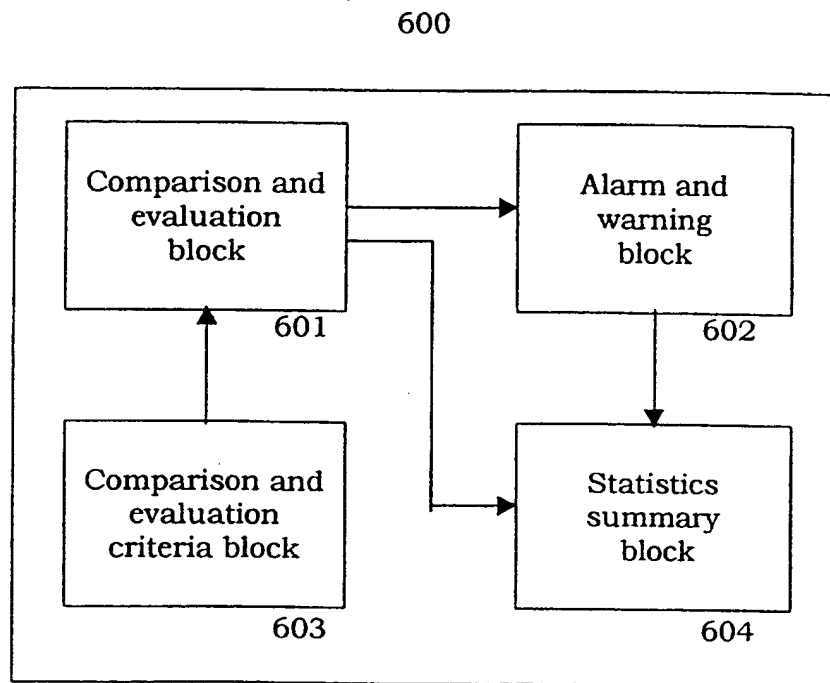 600
Comparison and
evaluation
block
601
Alarm and
warning
block
602
Comparison and
evaluation
criteria block
603
Statistics
summary
block
604